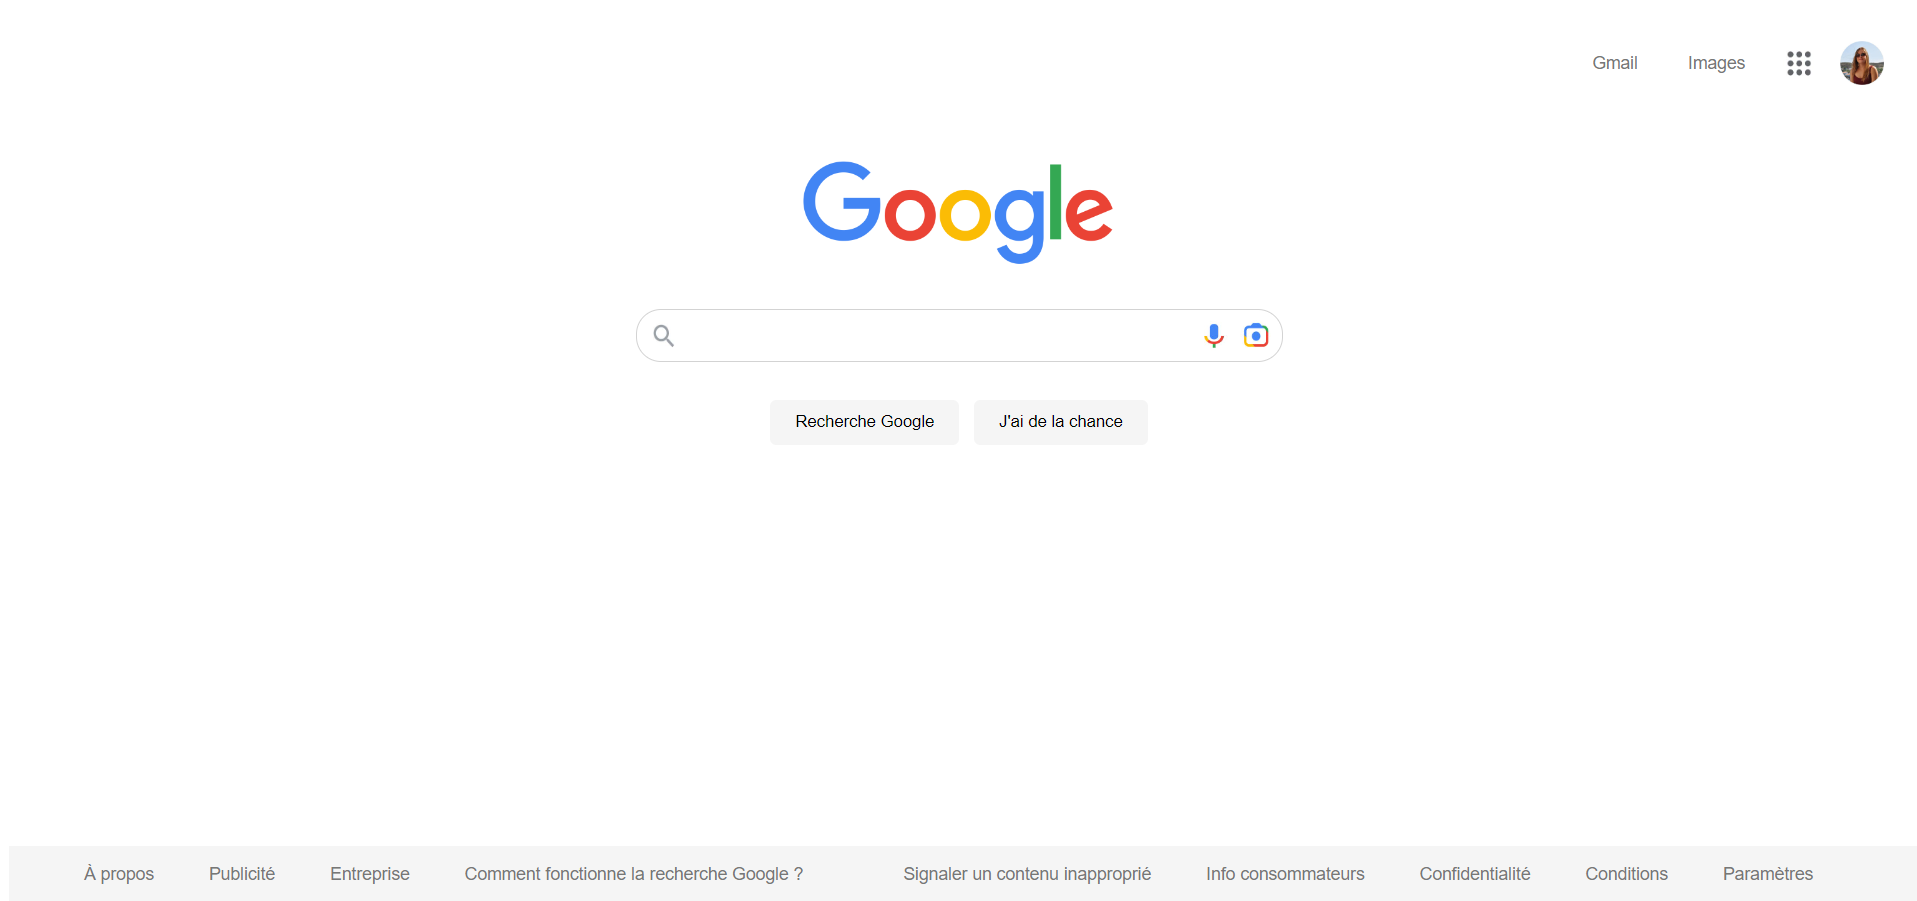 Gmail Images
Google
Recherche Google J'ai de la chance
À propos Publicité Entreprise Comment fonctionne la recherche Google ? Signaler un contenu inapproprié Info consommateurs Confidentialité Conditions Paramètres